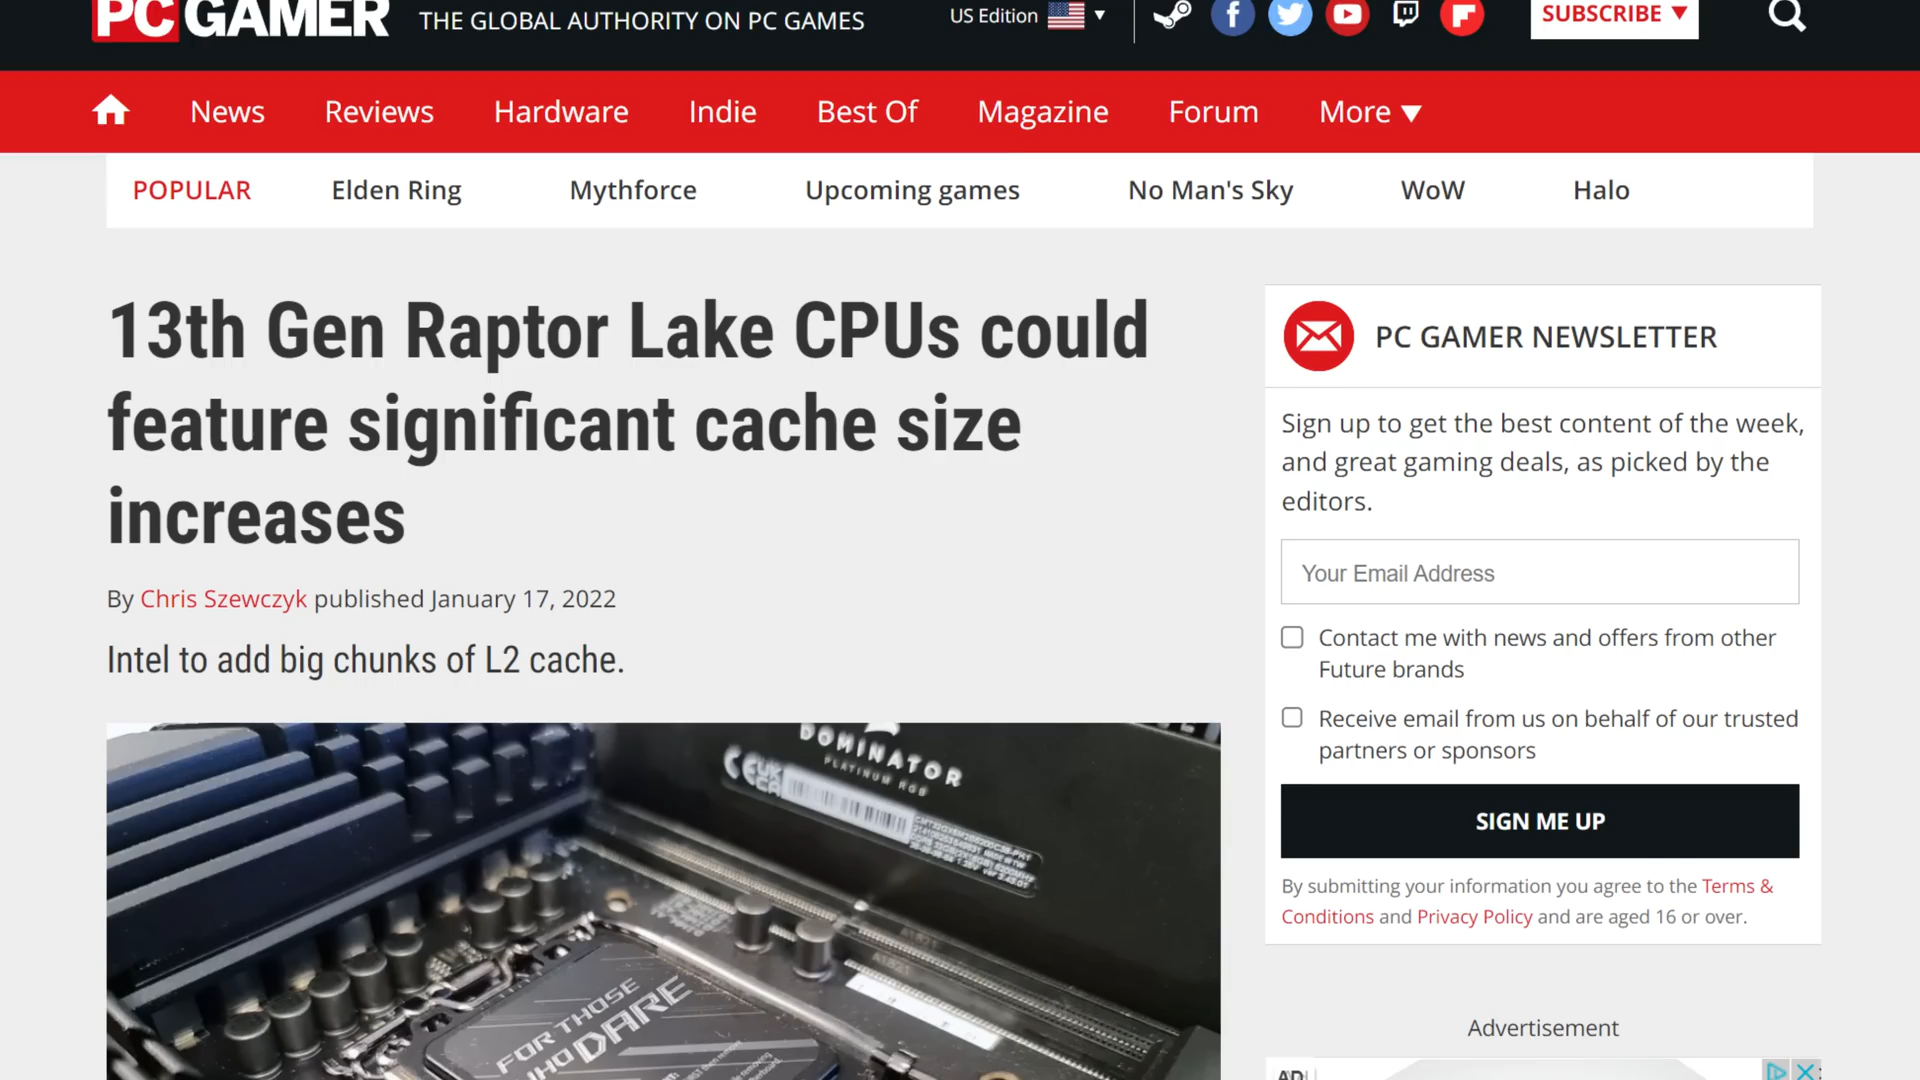 PC GAMER
THE GLOBAL AUTHORITY ON PC GAMES
US Edition ▼
SUBSCRIBE ▼
News Reviews Hardware Indie Best Of Magazine Forum More ▼
POPULAR Elden Ring Mythforce Upcoming games No Man's Sky WoW Halo
13th Gen Raptor Lake CPUs could
feature significant cache size
increases
By Chris Szewczyk published January 17, 2022
Intel to add big chunks of L2 cache.
DOMINATOR
PLATINUM RGB
CE UK CA
A1821
FOR THOSE
WHO DARE
PC GAMER NEWSLETTER
Sign up to get the best content of the week,
and great gaming deals, as picked by the
editors.
Your Email Address
Contact me with news and offers from other
Future brands
Receive email from us on behalf of our trusted
partners or sponsors
SIGN ME UP
By submitting your information you agree to the Terms &
Conditions and Privacy Policy and are aged 16 or over.
Advertisement